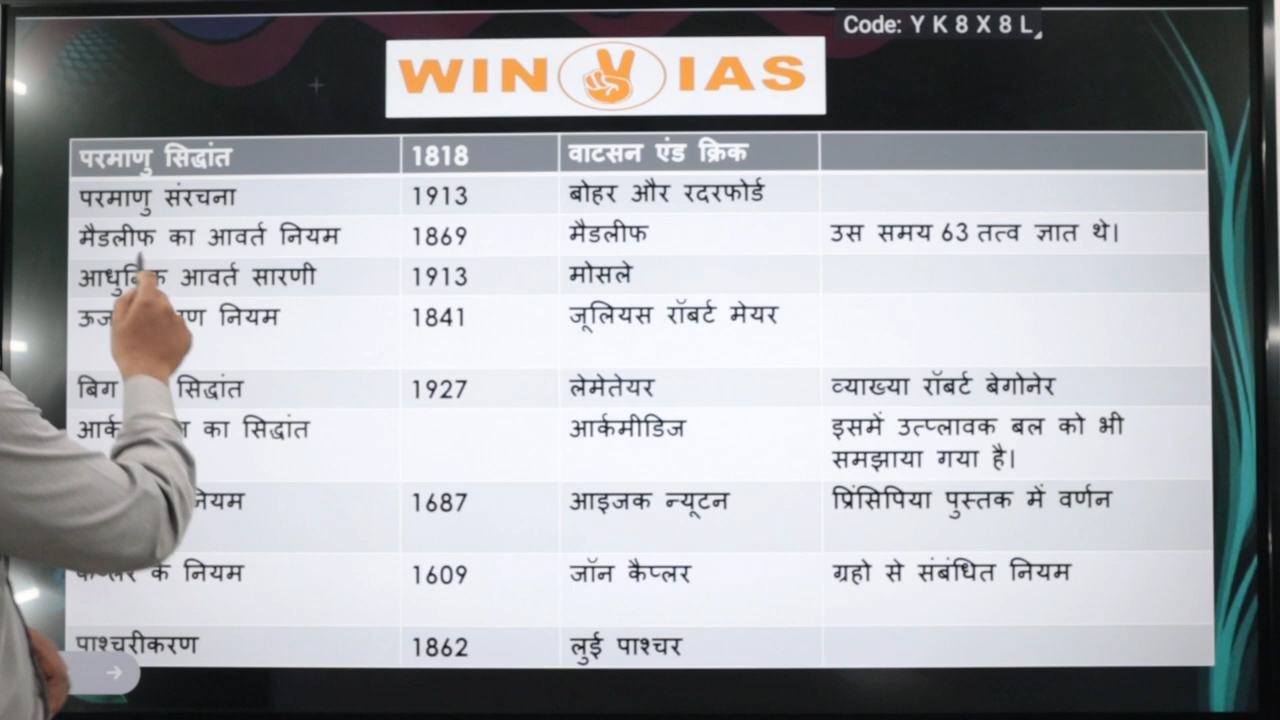 Code: Y K 8 X 8 L
WIN IAS
परमाणु सिद्धांत 1818 वाटसन एंड क्रिक
परमाणु संरचना 1913 बोहर और रदरफोर्ड
मैडलीफ का आवर्त नियम 1869 मैडलीफ उस समय 63 तत्व ज्ञात थे।
आवर्त सारणी 1913 मोसले
नियम 1841 जूलियस रॉबर्ट मेयर
बिग सिद्धांत 1927 लेमेतेयर व्याख्या रॉबर्ट बेगोनेर
का सिद्धांत आर्कमीडिज इसमें उत्प्लावक बल को भी
समझाया गया है।
नियम 1687 आइजक न्यूटन प्रिंसिपिया पुस्तक में वर्णन
के नियम 1609 जॉन कैप्लर ग्रहो से संबंधित नियम
पाश्चरीकरण 1862 लुई पाश्चर